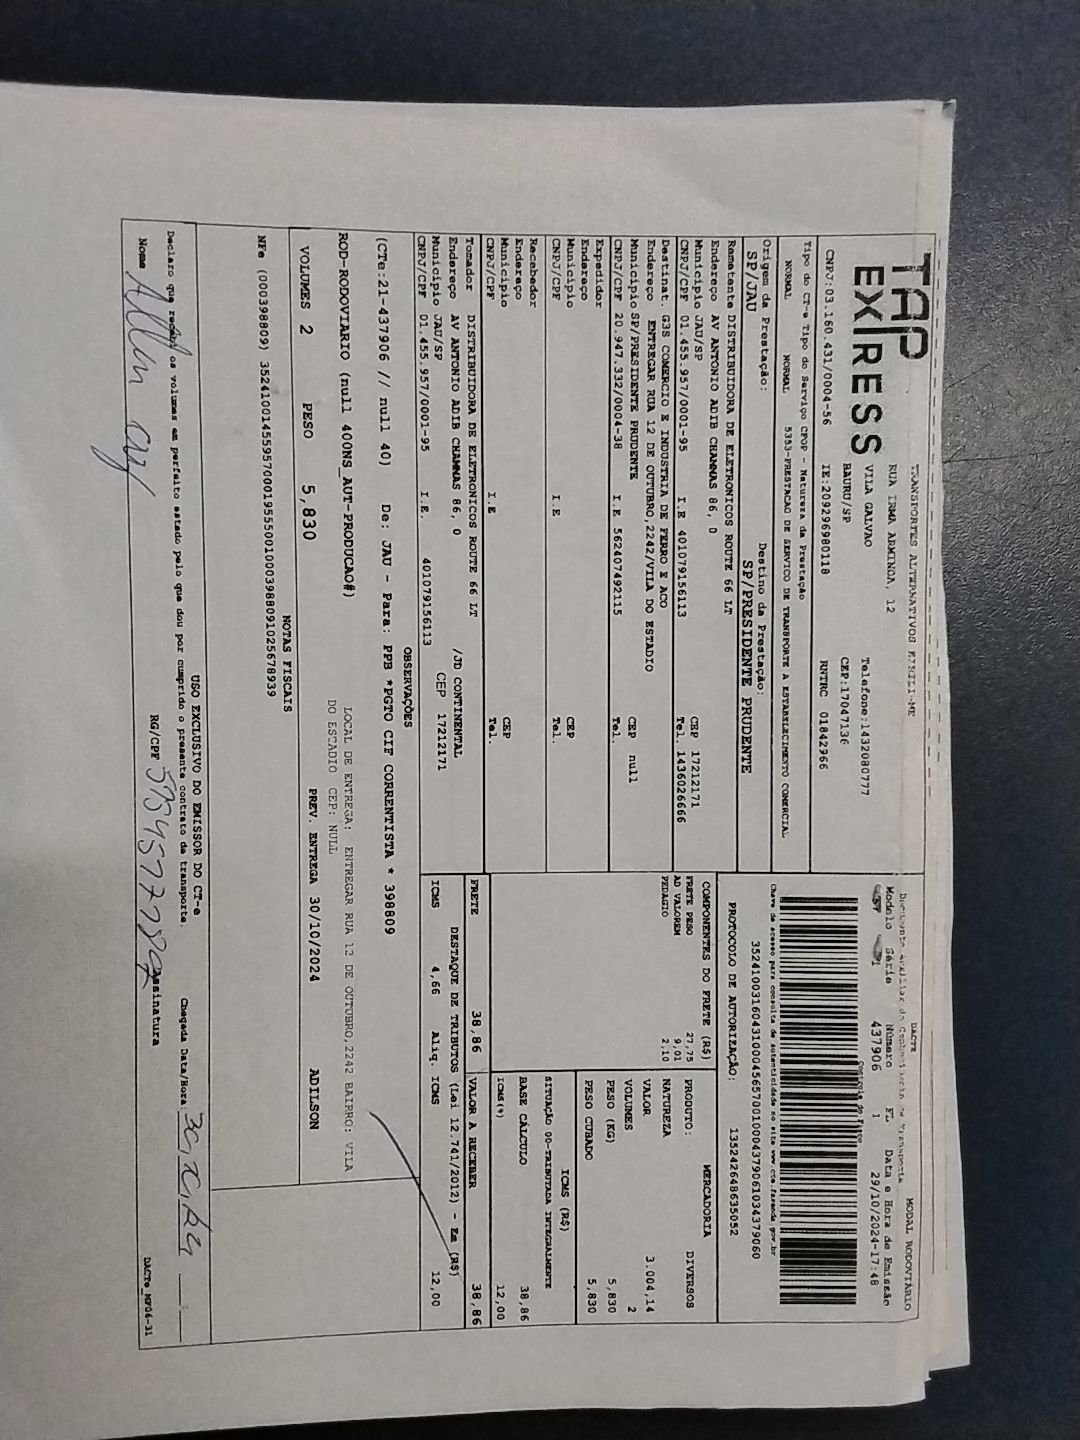 TAP
EXPRESS
TRANSPORTES ALTERNATIVOS
RUA IRMA ARMINDA, 12
VILA GALVAO
BAURU/SP
Telefone:1432080777
CEP:17047136
CNPJ:03.160.431/0004-56 IE:209296980118 RNTRC 01842966
DACTE MODAL RODOVIÁRIO
Documento Auxiliar do Conhecimento de Transporte
Modelo Série Número FL Data e Hora de Emissão
437906 1 29/10/2024-17:48
Controle do Fisco
Chave de acesso para consulta de autenticidade no site www.cte.fazenda.gov.br
35241003160431000456570010004379061034379060
PROTOCOLO DE AUTORIZAÇÃO: 135242648635052
Tipo do CT-e Tipo do Serviço CFOP - Natureza da Prestação
NORMAL NORMAL 5353-PRESTACAO DE SERVICO DE TRANSPORTE A ESTABELECIMENTO COMERCIAL
Origem da Prestação: Destino da Prestação:
SP/JAU SP/PRESIDENTE PRUDENTE
Remetente DISTRIBUIDORA DE ELETRONICOS ROUTE 66 LT
Endereço AV ANTONIO ADIB CHAMMAS 86, 0
Município JAU/SP CEP 17212171
CNPJ/CPF 01.455.957/0001-95 I.E 401079156113 Tel. 1436026666
Destinat. G3S COMERCIO E INDUSTRIA DE FERRO E ACO
Endereço ENTREGAR RUA 12 DE OUTUBRO,2242/VILA DO ESTADIO
Município SP/PRESIDENTE PRUDENTE CEP null
CNPJ/CPF 20.947.332/0004-38 I.E 562407492115 Tel.
Expedidor
Endereço
Município CEP
CNPJ/CPF I.E Tel.
Recebedor
Endereço
Município CEP
CNPJ/CPF I.E Tel.
Tomador DISTRIBUIDORA DE ELETRONICOS ROUTE 66 LT
Endereço AV ANTONIO ADIB CHAMMAS 86, 0 /JD CONTINENTAL
Município JAU/SP CEP 17212171
CNPJ/CPF 01.455.957/0001-95 I.E. 401079156113
COMPONENTES DO FRETE (R$)
FRETE PESO 27,75
AD VALOREM 9,01
PEDAGIO 2,10
MERCADORIA
PRODUTO: DIVERSOS
NATUREZA
VALOR 3.004,14
VOLUMES 2
PESO (KG) 5,830
PESO CUBADO 5,830
ICMS (R$)
SITUAÇÃO 00-TRIBUTADA INTEGRALMENTE
BASE CÁLCULO 38,86
ICMS(%) 12,00
FRETE 38,86 VALOR A RECEBER 38,86
DESTAQUE DE TRIBUTOS (Lei 12.741/2012) - Em (R$)
ICMS 4,66 Aliq. ICMS 12,00
OBSERVAÇÕES
(CTe:21-437906 // null 40) De: JAU - Para: PPB *PGTO CIF CORRENTISTA * 398809
ROD-RODOVIARIO (null 400NS_AUT-PRODUCAO#) LOCAL DE ENTREGA: ENTREGAR RUA 12 DE OUTUBRO,2242 BAIRRO: VILA
DO ESTADIO CEP: NULL
VOLUMES 2 PESO 5,830 PREV. ENTREGA 30/10/2024 ADILSON
NOTAS FISCAIS
NFe (000398809) 35241001455957000195550010003988091025678939
USO EXCLUSIVO DO EMISSOR DO CT-e
Declaro que recebi os volumes em perfeito estado pelo que dou por cumprido o presente contrato de transporte. Chegada Data/Hora:
Nome RG/CPF Assinatura
DACTe_MF06-31